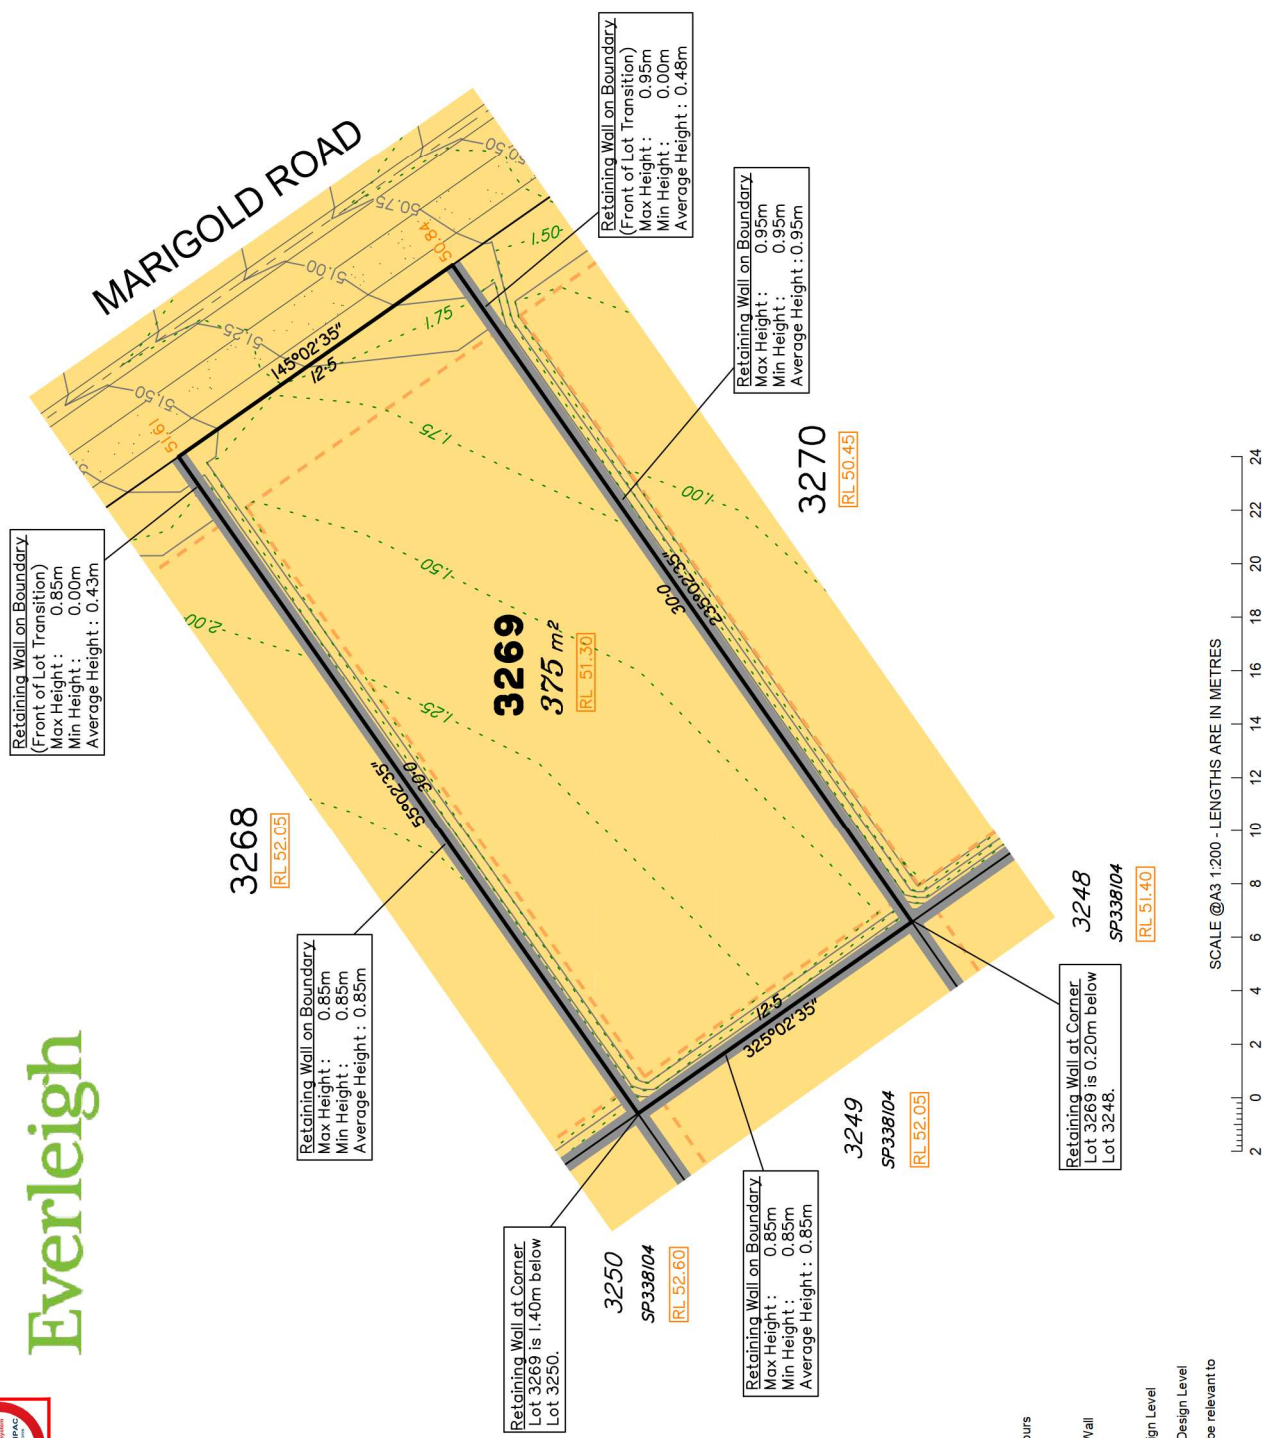 Everleigh
MARIGOLD ROAD
Retaining Wall on Boundary
(Front of Lot Transition)
Max Height : 0.85m
Min Height : 0.00m
Average Height : 0.43m
Retaining Wall on Boundary
(Front of Lot Transition)
Max Height : 0.95m
Min Height : 0.00m
Average Height : 0.48m
Retaining Wall on Boundary
Max Height : 0.95m
Min Height : 0.95m
Average Height : 0.95m
Retaining Wall on Boundary
Max Height : 0.85m
Min Height : 0.85m
Average Height : 0.85m
Retaining Wall at Corner
Lot 3269 is 1.40m below
Lot 3250.
Retaining Wall on Boundary
Max Height : 0.85m
Min Height : 0.85m
Average Height : 0.85m
Retaining Wall at Corner
Lot 3269 is 0.20m below
Lot 3248.
3268
RL 52.05
3269
375 m²
RL 51.30
3270
RL 50.45
3250
SP338104
RL 52.60
3249
SP338104
RL 52.05
3248
SP338104
RL 51.40
51.61
50.84
51.50
51.25
51.00
50.75
50.50
145°02'35"
12·5
55°02'35"
30·0
235°02'35"
30·0
325°02'35"
12·5
2.00
1.75
1.75
1.50
1.50
1.25
1.00
SCALE @A3 1:200 - LENGTHS ARE IN METRES
2 0 2 4 6 8 10 12 14 16 18 20 22 24
Wall
Design Level
be relevant to